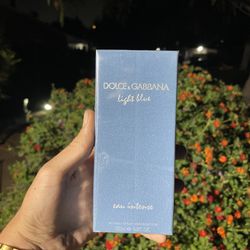 DOLCE & GABBANA
light blue
eau intense